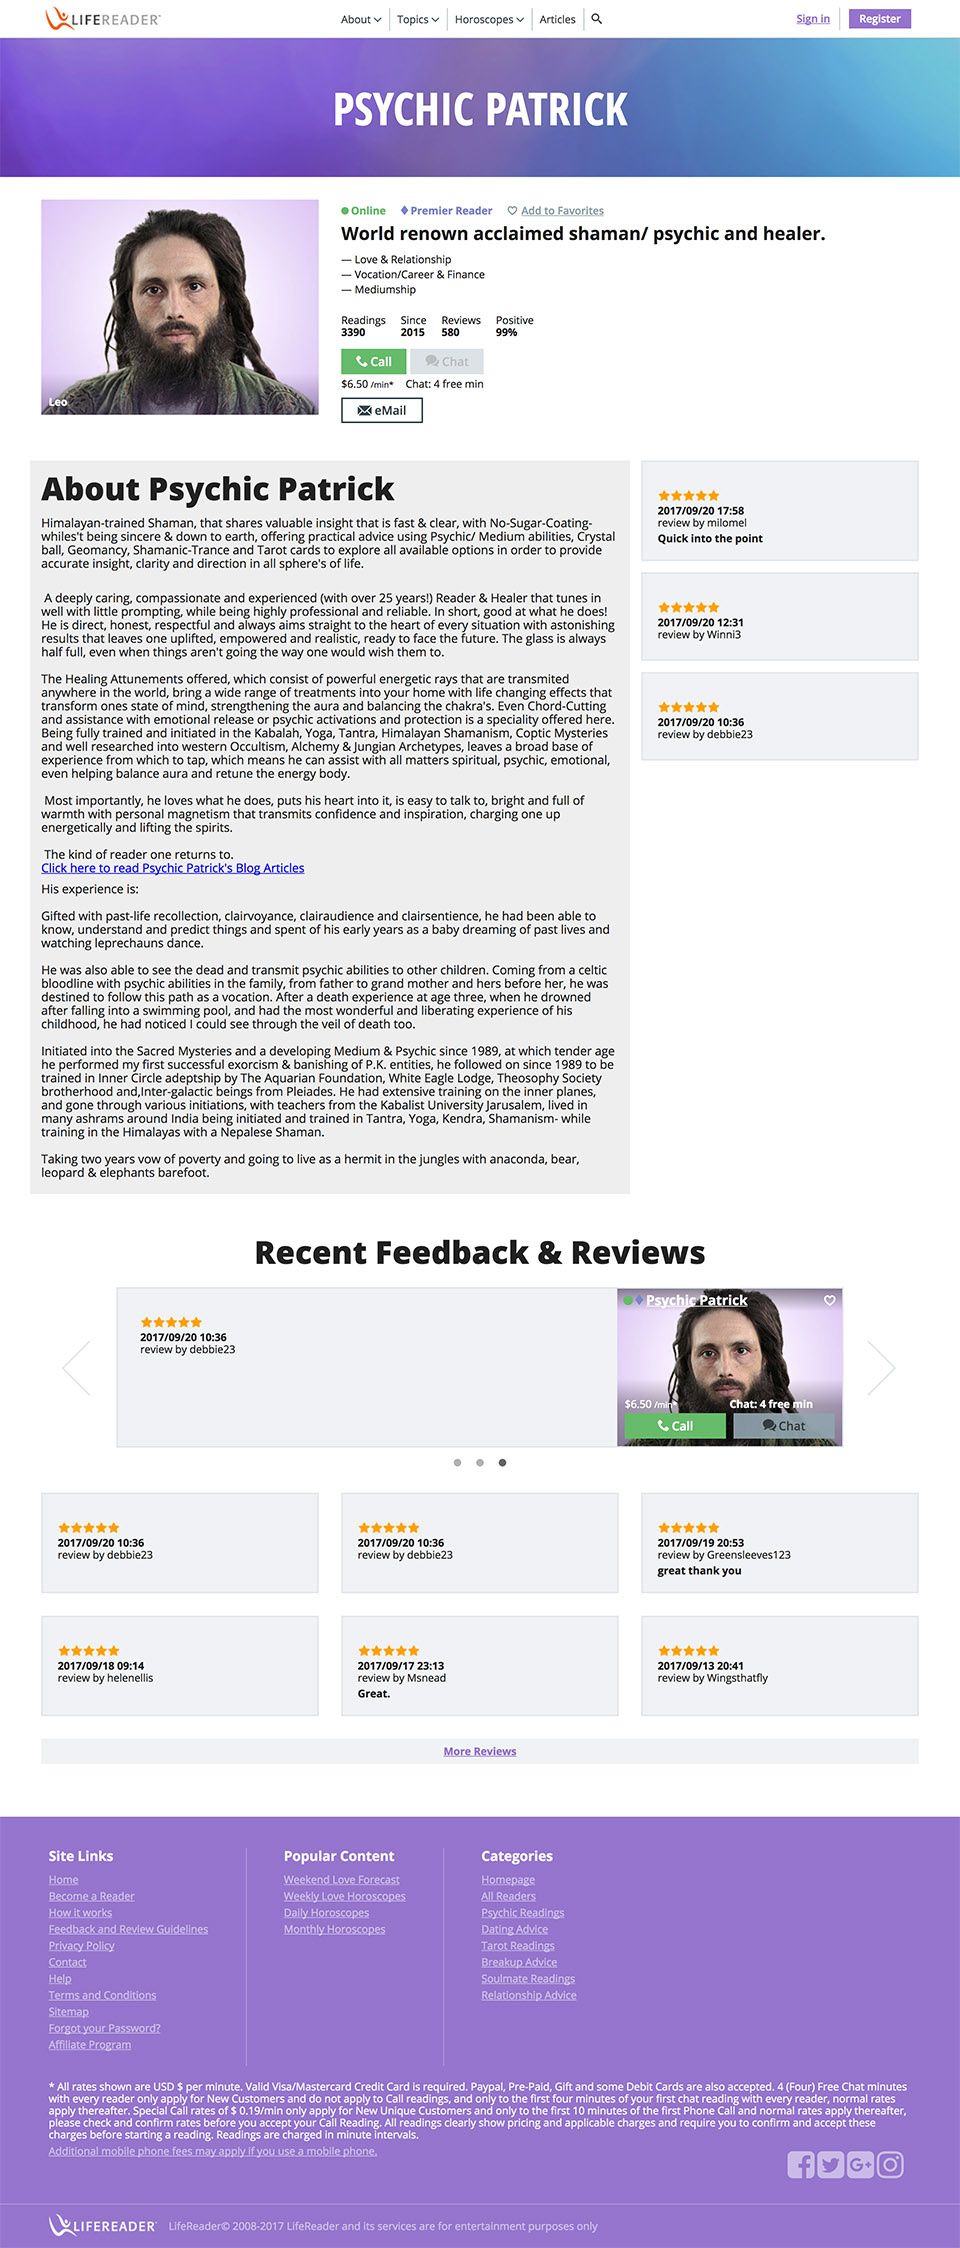 LIFEREADER
About
Topics
Horoscopes
Articles
Sign in
Register
PSYCHIC PATRICK
Leo
Online
Premier Reader
Add to Favorites
World renown acclaimed shaman/ psychic and healer.
— Love & Relationship
— Vocation/Career & Finance
— Mediumship
Readings Since Reviews Positive
3390 2015 580 99%
Call
Chat
$6.50 /min* Chat: 4 free min
eMail
About Psychic Patrick
Himalayan-trained Shaman, that shares valuable insight that is fast & clear, with No-Sugar-Coating-
whiles't being sincere & down to earth, offering practical advice using Psychic/ Medium abilities, Crystal
ball, Geomancy, Shamanic-Trance and Tarot cards to explore all available options in order to provide
accurate insight, clarity and direction in all sphere's of life.
A deeply caring, compassionate and experienced (with over 25 years!) Reader & Healer that tunes in
well with little prompting, while being highly professional and reliable. In short, good at what he does!
He is direct, honest, respectful and always aims straight to the heart of every situation with astonishing
results that leaves one uplifted, empowered and realistic, ready to face the future. The glass is always
half full, even when things aren't going the way one would wish them to.
The Healing Attunements offered, which consist of powerful energetic rays that are transmited
anywhere in the world, bring a wide range of treatments into your home with life changing effects that
transform ones state of mind, strengthening the aura and balancing the chakra's. Even Chord-Cutting
and assistance with emotional release or psychic activations and protection is a speciality offered here.
Being fully trained and initiated in the Kabalah, Yoga, Tantra, Himalayan Shamanism, Coptic Mysteries
and well researched into western Occultism, Alchemy & Jungian Archetypes, leaves a broad base of
experience from which to tap, which means he can assist with all matters spiritual, psychic, emotional,
even helping balance aura and retune the energy body.
Most importantly, he loves what he does, puts his heart into it, is easy to talk to, bright and full of
warmth with personal magnetism that transmits confidence and inspiration, charging one up
energetically and lifting the spirits.
The kind of reader one returns to.
Click here to read Psychic Patrick's Blog Articles
His experience is:
Gifted with past-life recollection, clairvoyance, clairaudience and clairsentience, he had been able to
know, understand and predict things and spent of his early years as a baby dreaming of past lives and
watching leprechauns dance.
He was also able to see the dead and transmit psychic abilities to other children. Coming from a celtic
bloodline with psychic abilities in the family, from father to grand mother and hers before her, he was
destined to follow this path as a vocation. After a death experience at age three, when he drowned
after falling into a swimming pool, and had the most wonderful and liberating experience of his
childhood, he had noticed I could see through the veil of death too.
Initiated into the Sacred Mysteries and a developing Medium & Psychic since 1989, at which tender age
he performed my first successful exorcism & banishing of P.K. entities, he followed on since 1989 to be
trained in Inner Circle adeptship by The Aquarian Foundation, White Eagle Lodge, Theosophy Society
brotherhood and,Inter-galactic beings from Pleiades. He had extensive training on the inner planes,
and gone through various initiations, with teachers from the Kabalist University Jarusalem, lived in
many ashrams around India being initiated and trained in Tantra, Yoga, Kendra, Shamanism- while
training in the Himalayas with a Nepalese Shaman.
Taking two years vow of poverty and going to live as a hermit in the jungles with anaconda, bear,
leopard & elephants barefoot.
2017/09/20 17:58
review by milomel
Quick into the point
2017/09/20 12:31
review by Winni3
2017/09/20 10:36
review by debbie23
Recent Feedback & Reviews
2017/09/20 10:36
review by debbie23
Psychic Patrick
$6.50 /min* Chat: 4 free min
Call
Chat
2017/09/20 10:36
review by debbie23
2017/09/20 10:36
review by debbie23
2017/09/19 20:53
review by Greensleeves123
great thank you
2017/09/18 09:14
review by helenellis
2017/09/17 23:13
review by Msnead
Great.
2017/09/13 20:41
review by Wingsthatfly
More Reviews
Site Links
Home
Become a Reader
How it works
Feedback and Review Guidelines
Privacy Policy
Contact
Help
Terms and Conditions
Sitemap
Forgot your Password?
Affiliate Program
Popular Content
Weekend Love Forecast
Weekly Love Horoscopes
Daily Horoscopes
Monthly Horoscopes
Categories
Homepage
All Readers
Psychic Readings
Dating Advice
Tarot Readings
Breakup Advice
Soulmate Readings
Relationship Advice
* All rates shown are USD $ per minute. Valid Visa/Mastercard Credit Card is required. Paypal, Pre-Paid, Gift and some Debit Cards are also accepted. 4 (Four) Free Chat minutes
with every reader only apply for New Customers and do not apply to Call readings, and only to the first four minutes of your first chat reading with every reader, normal rates
apply thereafter. Special Call rates of $ 0.19/min only apply for New Unique Customers and only to the first 10 minutes of the first Phone Call and normal rates apply thereafter,
please check and confirm rates before you accept your Call Reading. All readings clearly show pricing and applicable charges and require you to confirm and accept these
charges before starting a reading. Readings are charged in minute intervals.
Additional mobile phone fees may apply if you use a mobile phone.
LIFEREADER
LifeReader© 2008-2017 LifeReader and its services are for entertainment purposes only